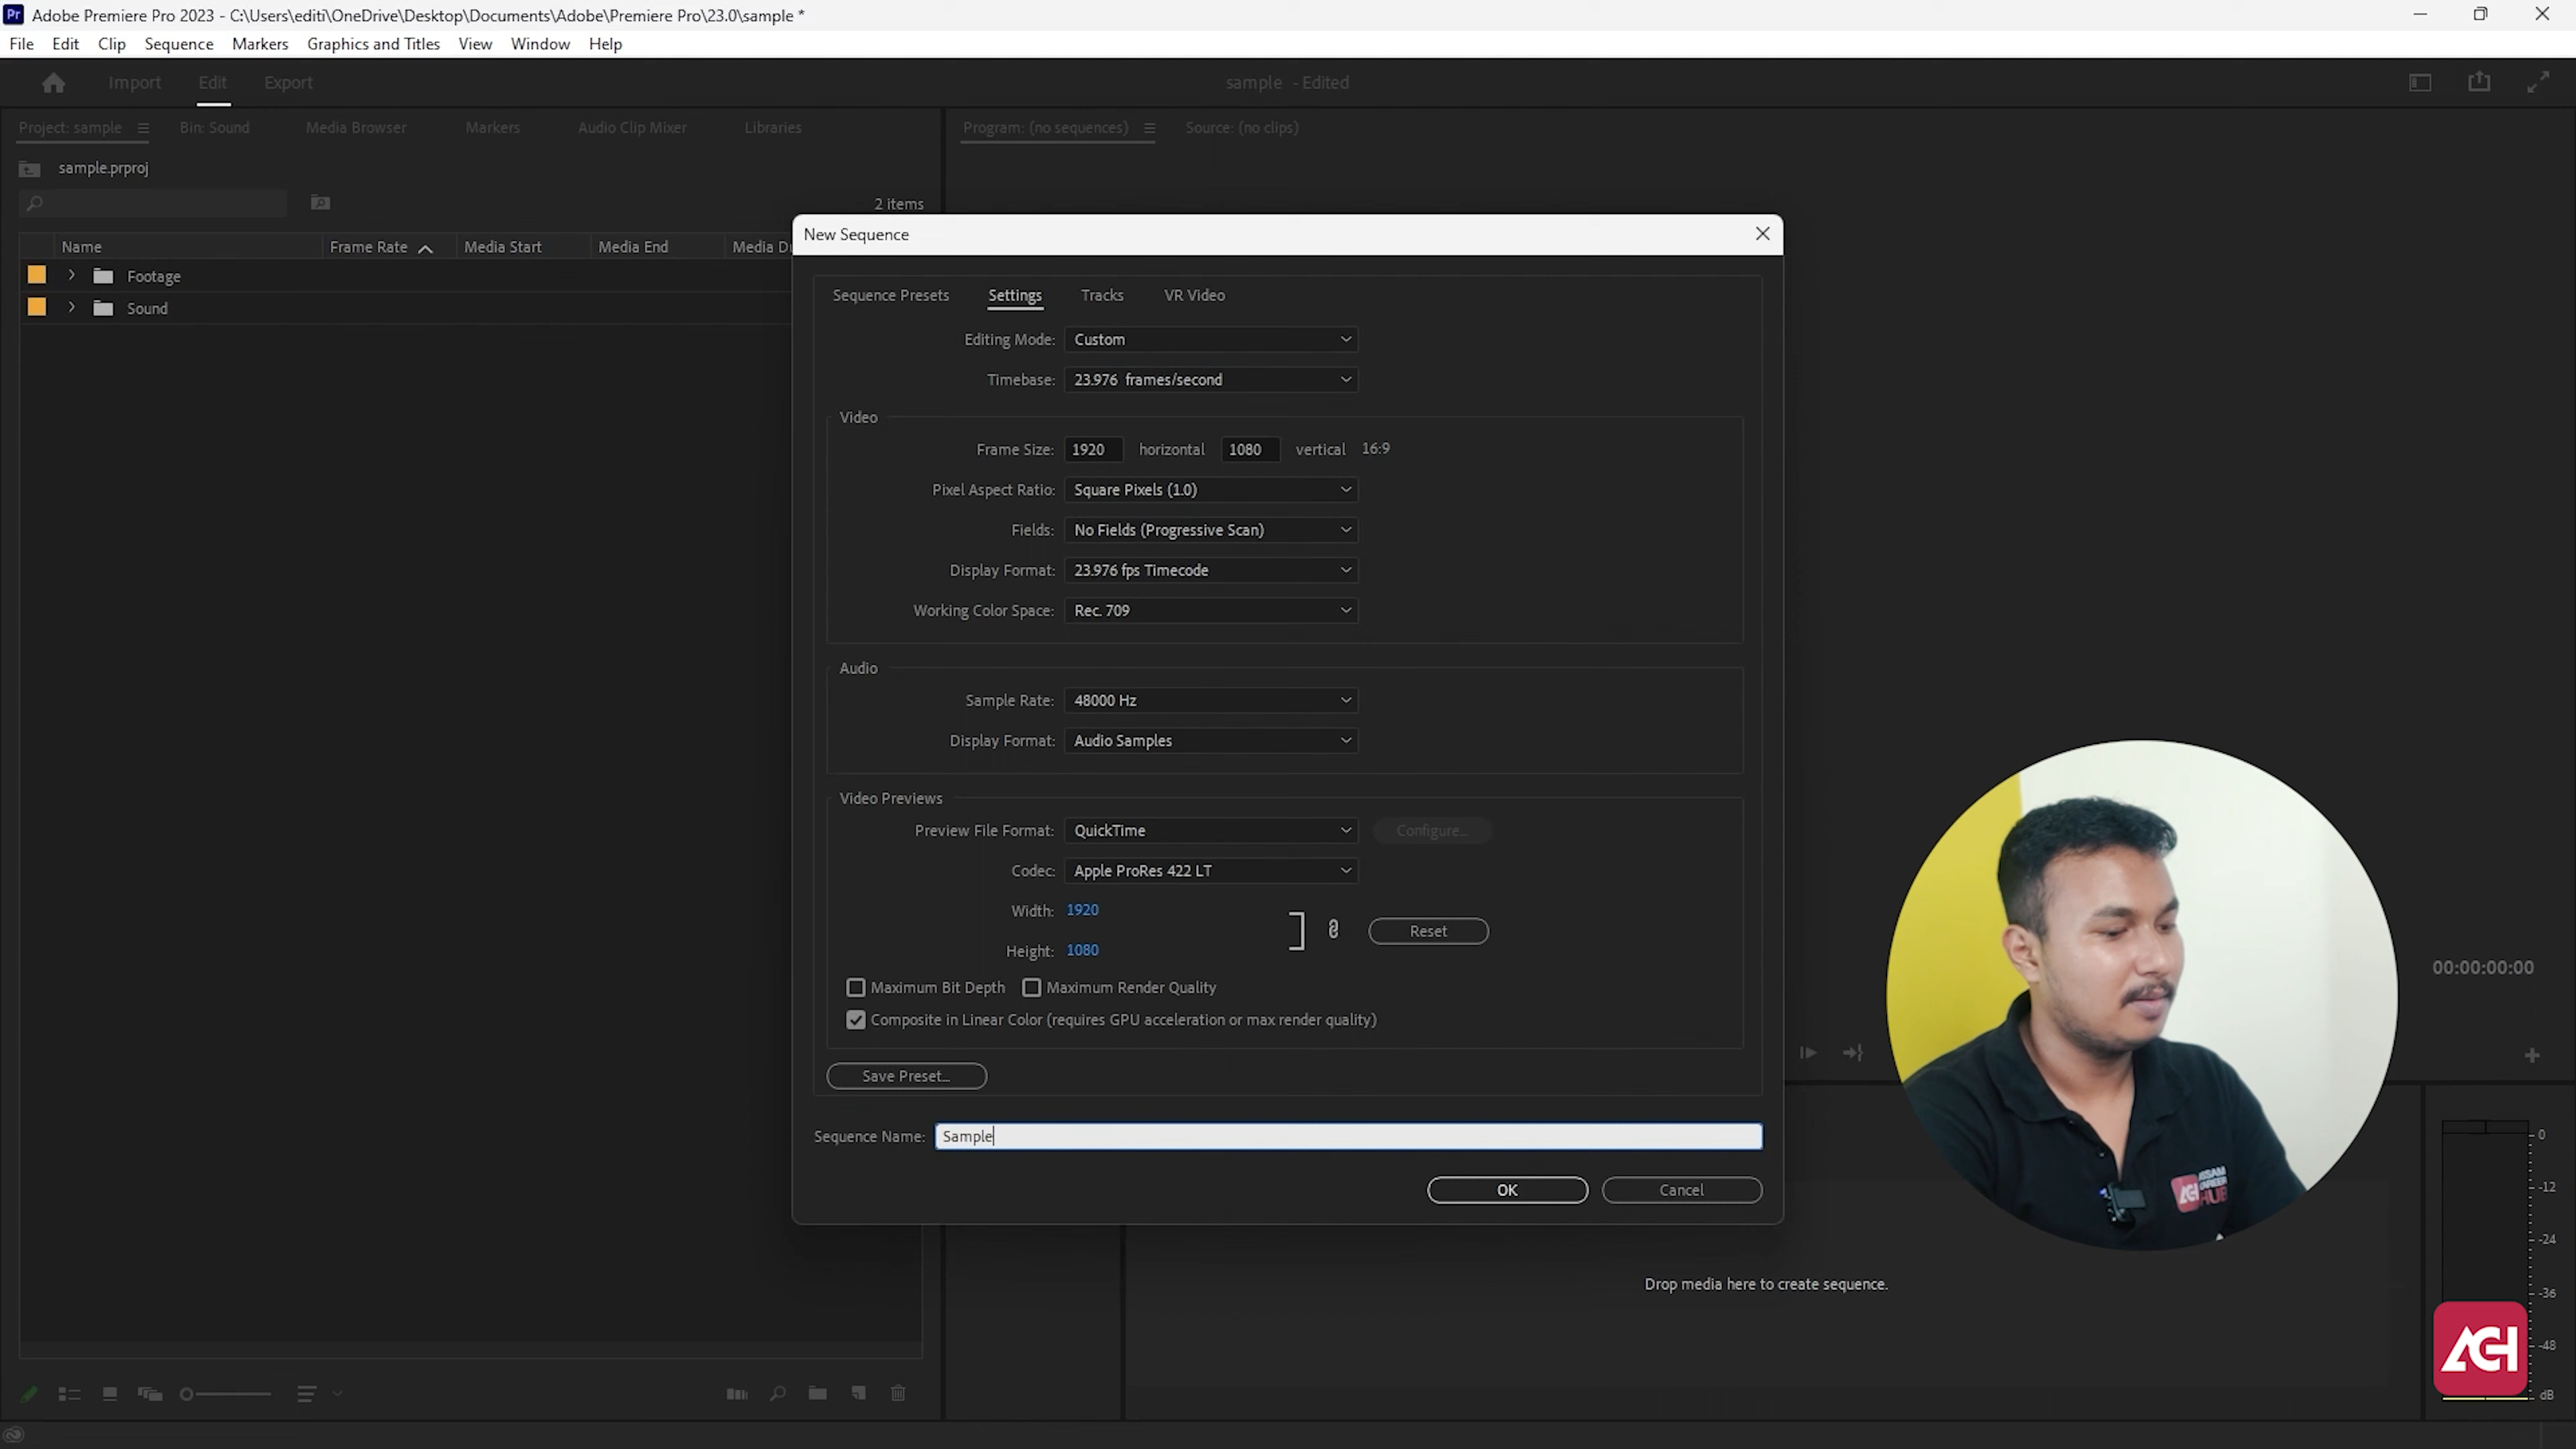 Pr Adobe Premiere Pro 2023 - C:\Users\editi\OneDrive\Desktop\Documents\Adobe\Premiere Pro\23.0\sample *
File Edit Clip Sequence Markers Graphics and Titles View Window Help
Import Edit Export sample - Edited
Project: sample Bin: Sound Media Browser Markers Audio Clip Mixer Libraries Program: (no sequences) Source: (no clips)
sample.prproj
2 items
Name Frame Rate Media Start Media End Media Du
Footage
Sound
New Sequence
Sequence Presets Settings Tracks VR Video
Editing Mode: Custom
Timebase: 23.976 frames/second
Video
Frame Size: 1920 horizontal 1080 vertical 16:9
Pixel Aspect Ratio: Square Pixels (1.0)
Fields: No Fields (Progressive Scan)
Display Format: 23.976 fps Timecode
Working Color Space: Rec. 709
Audio
Sample Rate: 48000 Hz
Display Format: Audio Samples
Video Previews
Preview File Format: QuickTime Configure...
Codec: Apple ProRes 422 LT
Width: 1920
Height: 1080
Reset
Maximum Bit Depth Maximum Render Quality
Composite in Linear Color (requires GPU acceleration or max render quality)
Save Preset...
Sequence Name: Sample
OK Cancel
00:00:00:00
Drop media here to create sequence.
0
-12
-24
-36
-48
dB
ACH